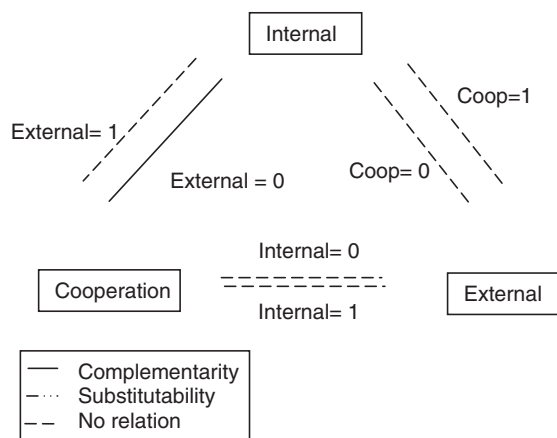 Internal
Coop=1
External= 1
External = 0
Coop= 0
Internal= 0
Cooperation
External
Internal= 1
Complementarity
Substitutability
No relation